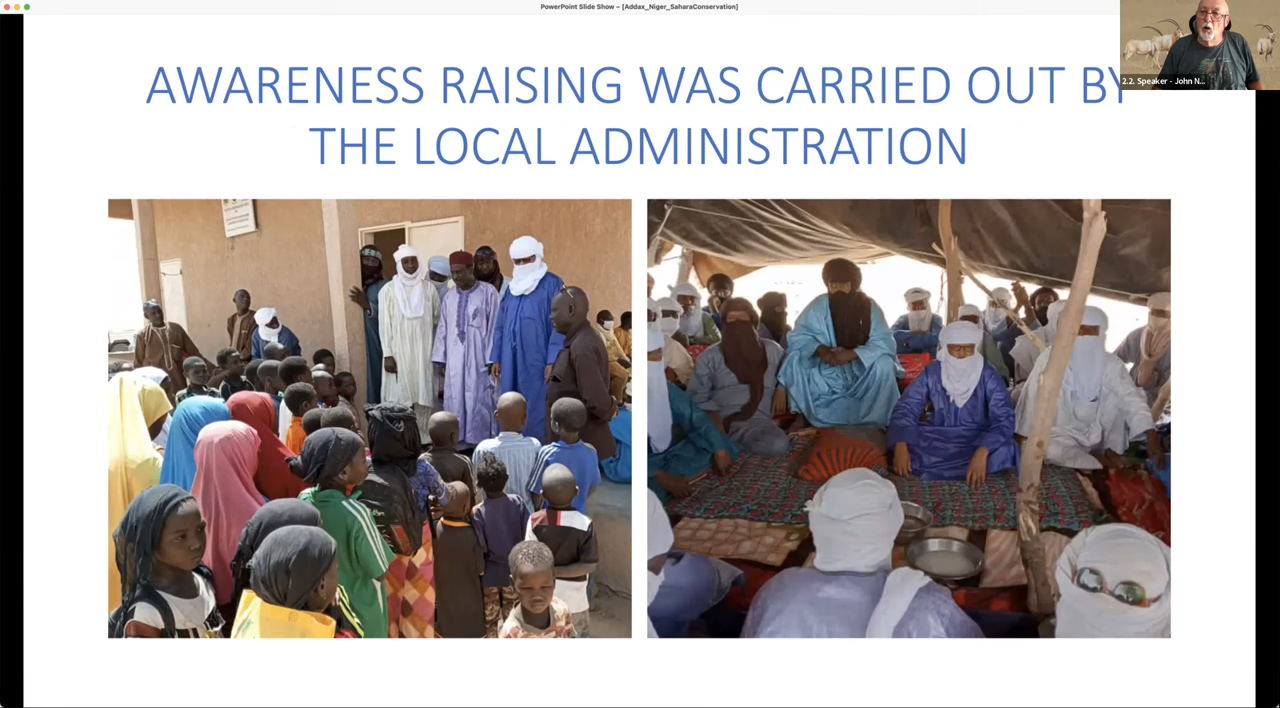 PowerPoint Slide Show – [Addax_Niger_SaharaConservation]
2.2. Speaker - John N...
AWARENESS RAISING WAS CARRIED OUT BY
THE LOCAL ADMINISTRATION